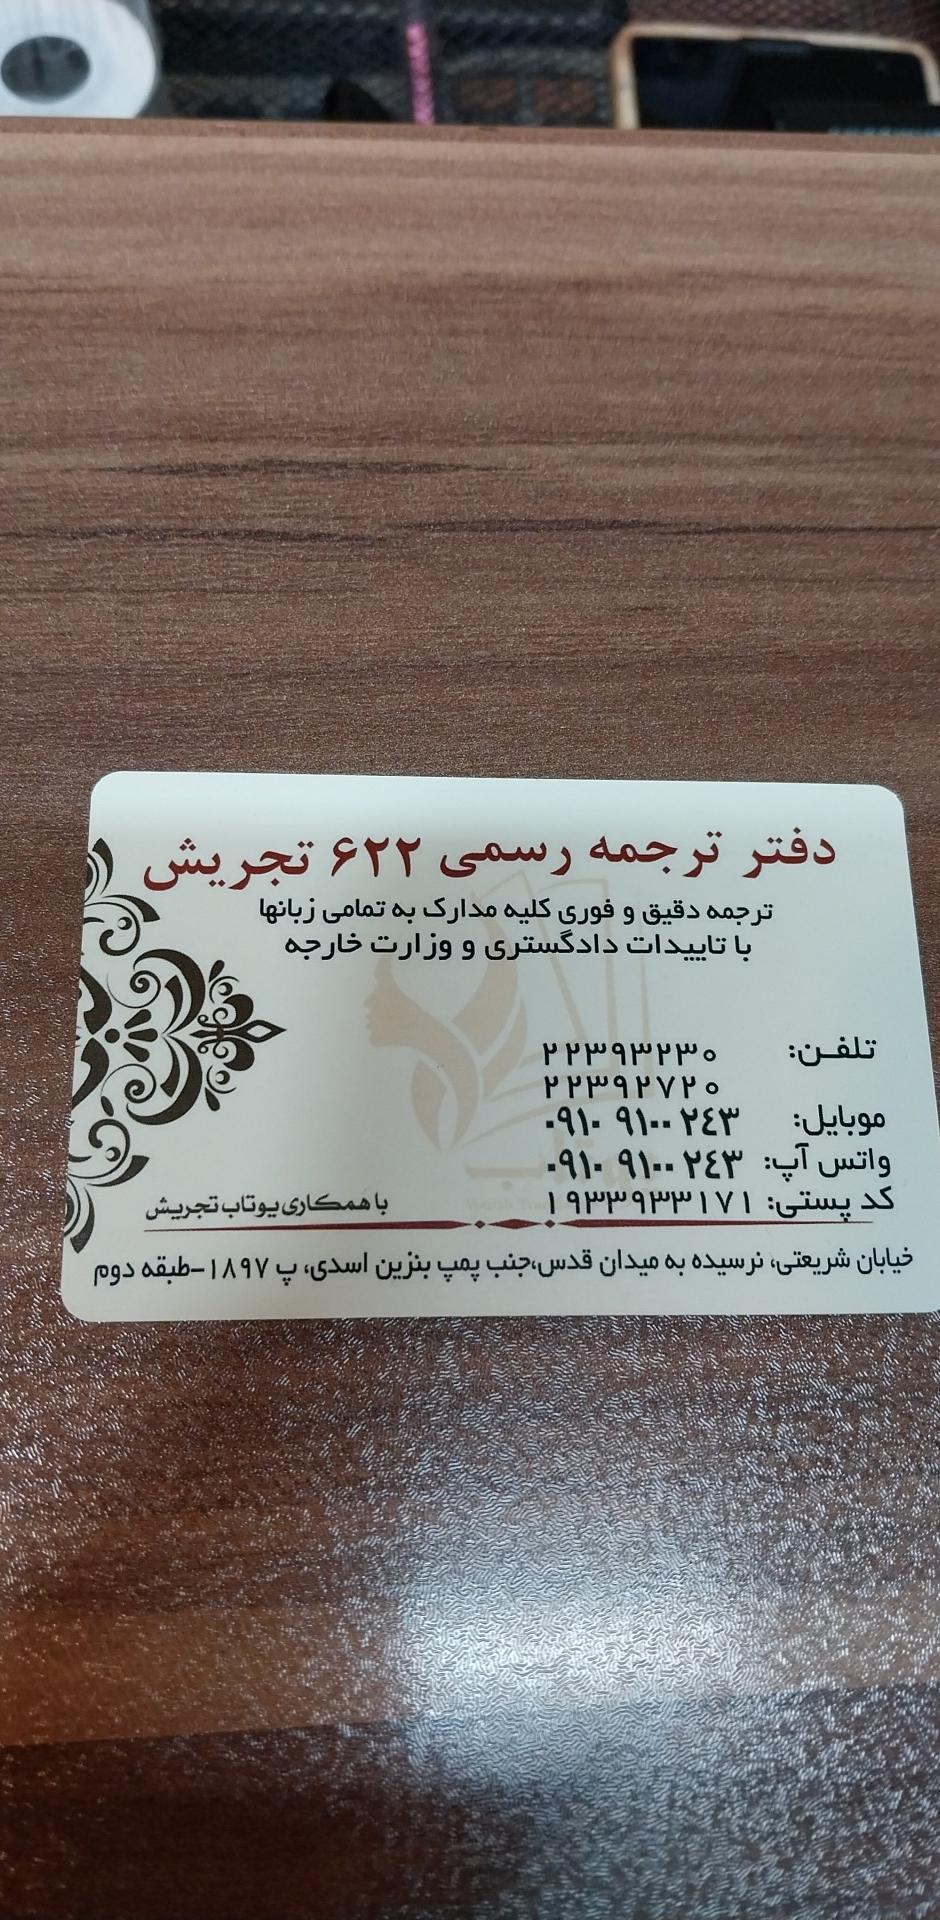 دفتر ترجمه رسمی ۶۲۲ تجریش
ترجمه دقیق و فوری کلیه مدارک به تمامی زبانها
با تاییدات دادگستری و وزارت خارجه
تلفن: ۲۲۳۹۳۲۳۰
۲۲۳۹۲۷۲۰
موبایل: ۰۹۱۰ ۹۱۰۰ ۲٤۳
واتس آپ: ۰۹۱۰ ۹۱۰۰ ۲٤۳
کد پستی: ۱۹۳۳۹۳۳۱۷۱
با همکاری یوتاب تجریش
خیابان شریعتی، نرسیده به میدان قدس،جنب پمپ بنزین اسدی، پ ۱۸۹۷-طبقه دوم